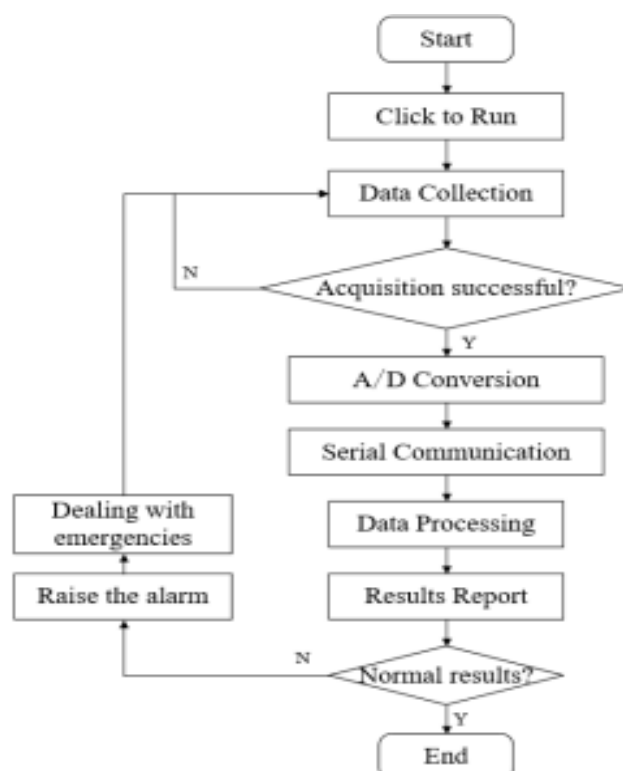 Start
Click to Run
Data Collection
N
Acquisition successful?
Y
A/D Conversion
Serial Communication
Dealing with
emergencies
Data Processing
Raise the alarm
Results Report
N
Normal results?
Y
End